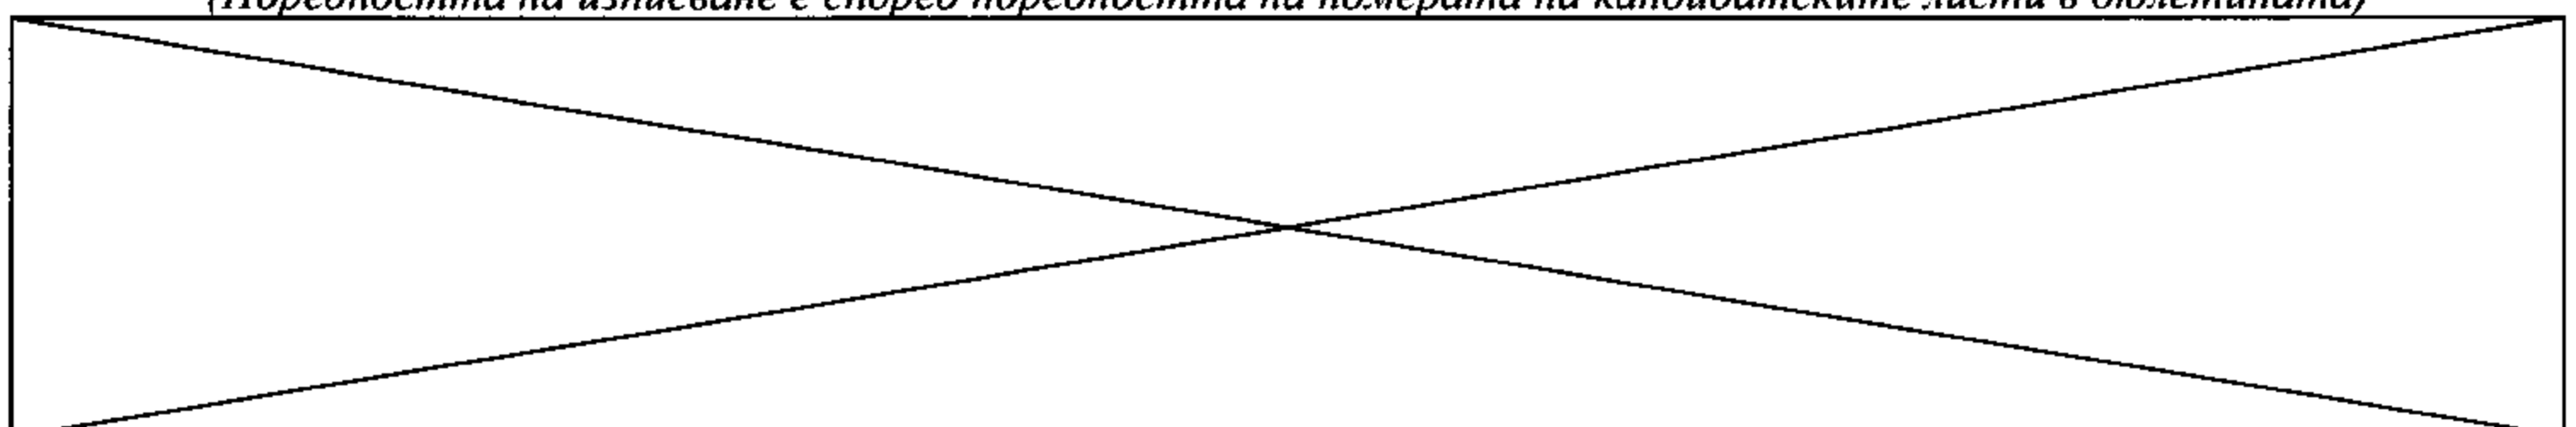 (Поредността на изписване е според поредността на номерата на кандидатските листи в бюлетината)